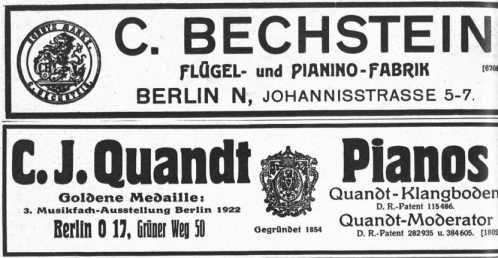 C. BECHSTEIN
FLÜGEL- und PIANINO-FABRIK
BERLIN N, JOHANNISSTRASSE 5-7.
C. J. Quandt
Goldene Medaille:
3. Musikfach-Ausstellung Berlin 1922
Berlin O 17, Grüner Weg 50
Gegründet 1854
Pianos
Quandt-Klangboden
D. R.-Patent 115486.
Quandt-Moderator
D. R.-Patent 282935 u. 384605.